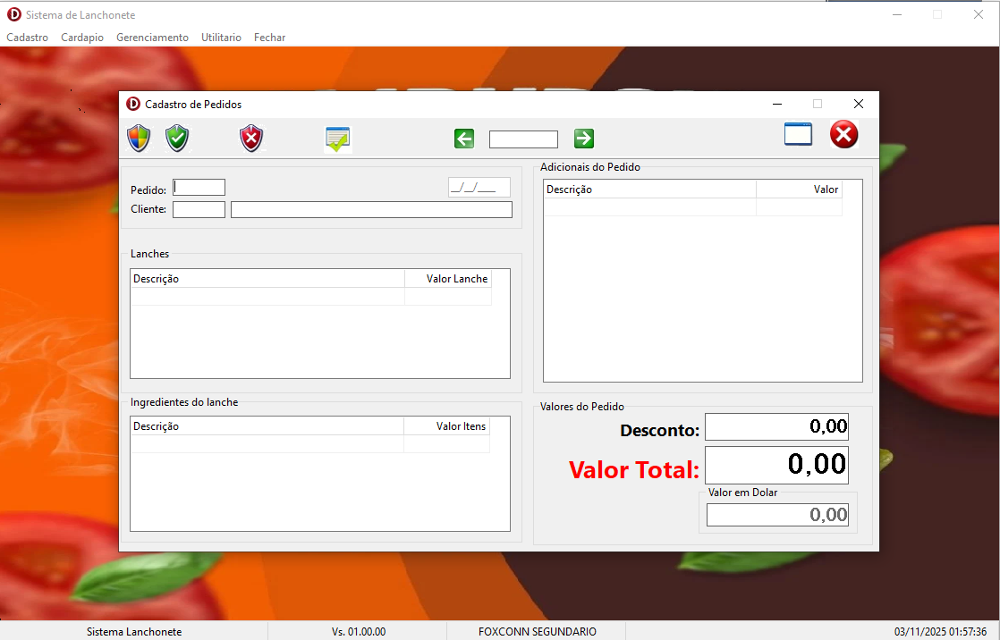 Sistema de Lanchonete
Cadastro Cardapio Gerenciamento Utilitario Fechar
Cadastro de Pedidos
Pedido:
__/__/____
Cliente:
Adicionais do Pedido
Descrição Valor
Lanches
Descrição Valor Lanche
Ingredientes do lanche
Descrição Valor Itens
Valores do Pedido
Desconto: 0,00
Valor Total: 0,00
Valor em Dolar
0,00
Sistema Lanchonete Vs. 01.00.00 FOXCONN SEGUNDARIO 03/11/2025 01:57:36